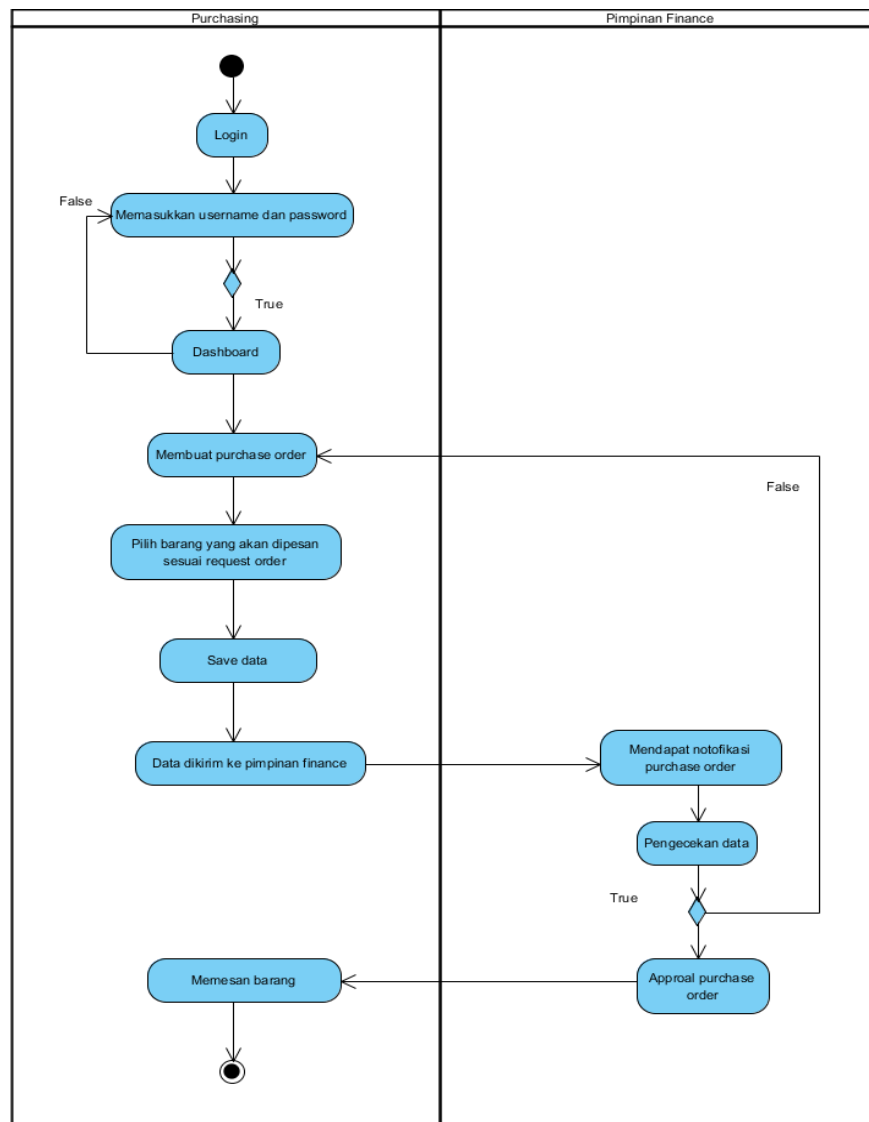 Purchasing
Pimpinan Finance
Login
False
Memasukkan username dan password
True
Dashboard
Membuat purchase order
False
Pilih barang yang akan dipesan
sesuai request order
Save data
Data dikirim ke pimpinan finance
Mendapat notofikasi
purchase order
Pengecekan data
True
Approal purchase
order
Memesan barang